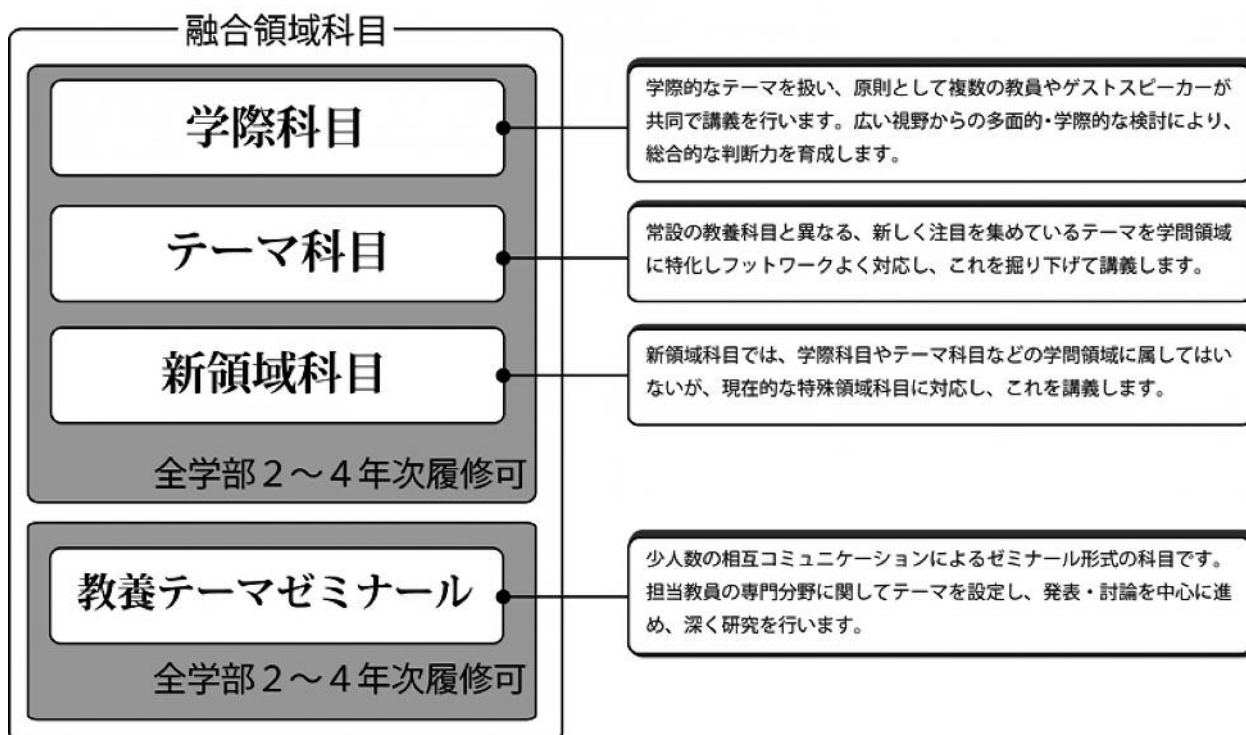 融合領域科目
学際科目
学際的なテーマを扱い、原則として複数の教員やゲストスピーカーが
共同で講義を行います。広い視野からの多面的・学際的な検討により、
総合的な判断力を育成します。
テーマ科目
常設の教養科目と異なる、新しく注目を集めているテーマを学問領域
に特化しフットワークよく対応し、これを掘り下げて講義します。
新領域科目
新領域科目では、学際科目やテーマ科目などの学問領域に属してはい
ないが、現在的な特殊領域科目に対応し、これを講義します。
全学部2～4年次履修可
教養テーマゼミナール
少人数の相互コミュニケーションによるゼミナール形式の科目です。
担当教員の専門分野に関してテーマを設定し、発表・討論を中心に進
め、深く研究を行います。
全学部2～4年次履修可